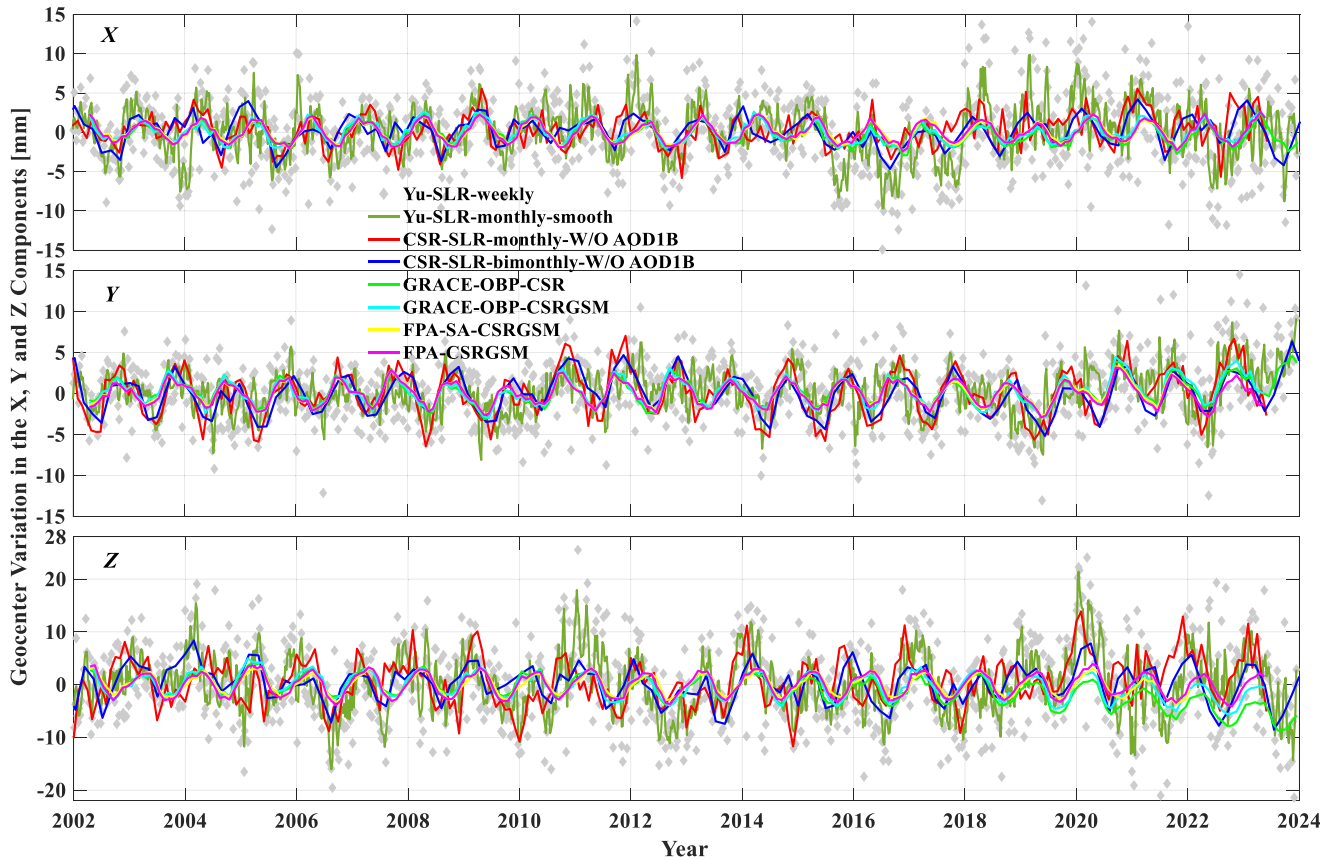 Geocenter Variation in the X, Y and Z Components [mm]
15
X
10
5
0
-5
-10
-15
Yu-SLR-weekly
Yu-SLR-monthly-smooth
CSR-SLR-monthly-W/O AOD1B
CSR-SLR-bimonthly-W/O AOD1B
GRACE-OBP-CSR
GRACE-OBP-CSRGSM
FPA-SA-CSRGSM
FPA-CSRGSM
15
Y
10
5
0
-5
-10
-15
28
Z
20
10
0
-10
-20
2002 2004 2006 2008 2010 2012 2014 2016 2018 2020 2022 2024
Year